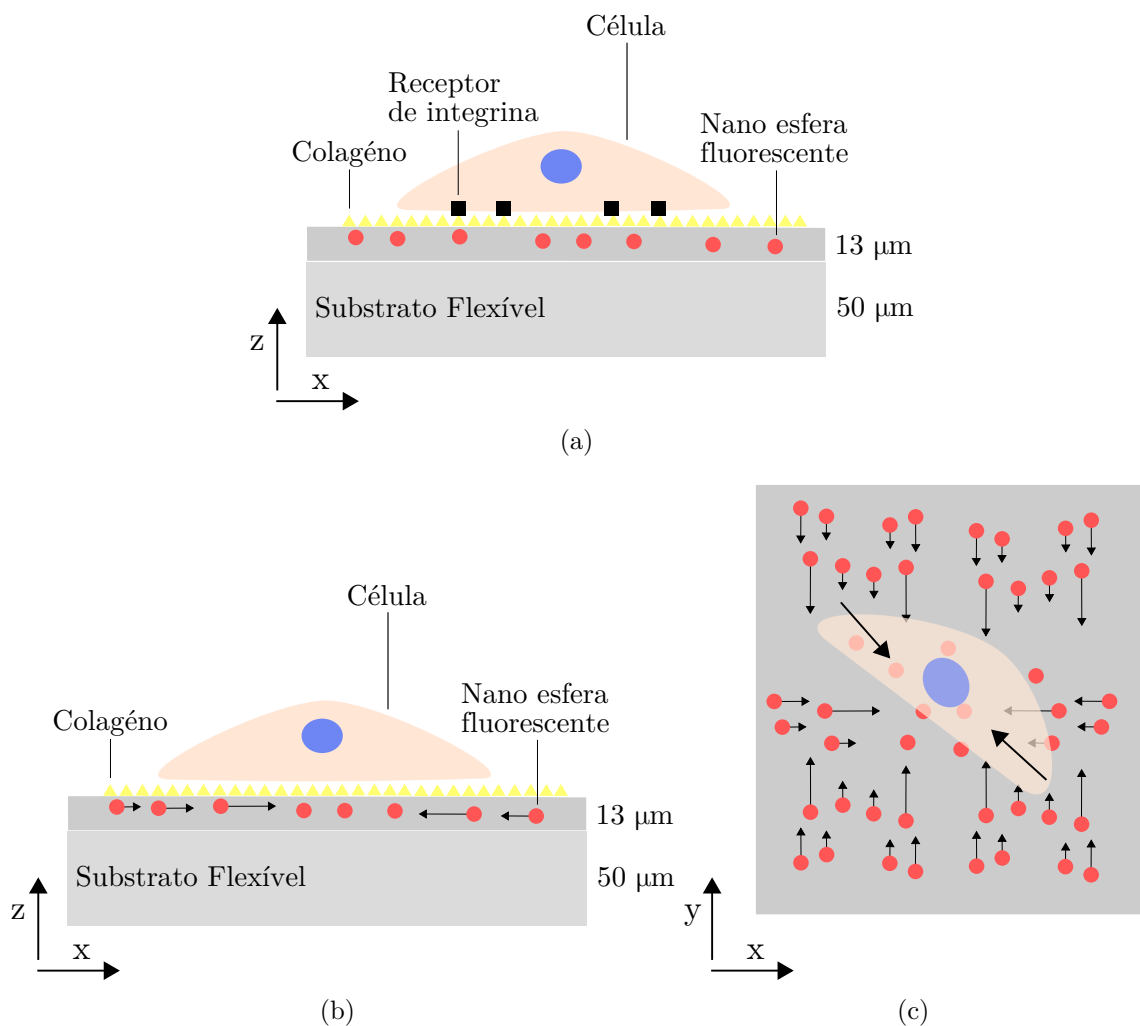 Célula
Receptor
de integrina
Nano esfera
fluorescente
Colagéno
13 μm
Substrato Flexível
50 μm
z
x
(a)
Célula
Nano esfera
fluorescente
Colagéno
13 μm
Substrato Flexível
50 μm
z
x
(b)
y
x
(c)